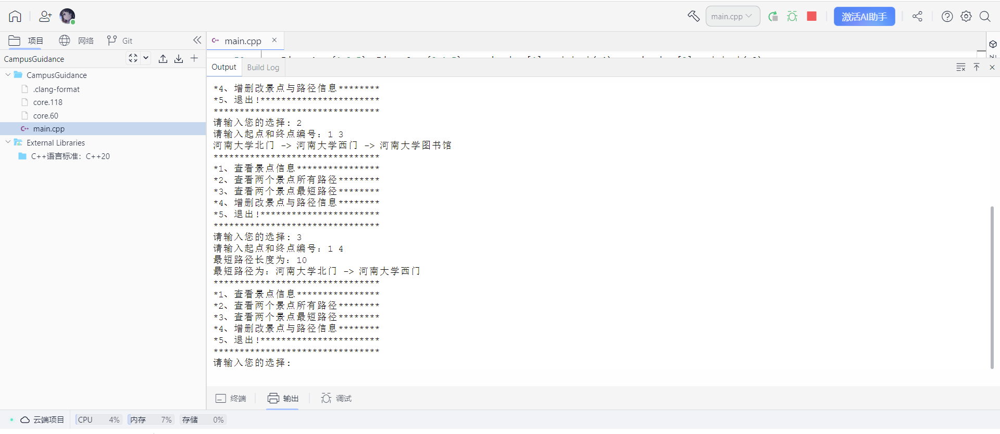 main.cpp
激活AI助手
项目
网络
Git
main.cpp
CampusGuidance
Output
Build Log
CampusGuidance
.clang-format
core.118
core.60
main.cpp
External Libraries
C++语言标准：C++20
*4、增删改景点与路径信息********
*5、退出!***********************
********************************
请输入您的选择: 2
请输入起点和终点编号: 1 3
河南大学北门 -> 河南大学西门 -> 河南大学图书馆
********************************
*1、查看景点信息****************
*2、查看两个景点所有路径********
*3、查看两个景点最短路径********
*4、增删改景点与路径信息********
*5、退出!***********************
********************************
请输入您的选择: 3
请输入起点和终点编号: 1 4
最短路径长度为: 10
最短路径为: 河南大学北门 -> 河南大学西门
********************************
*1、查看景点信息****************
*2、查看两个景点所有路径********
*3、查看两个景点最短路径********
*4、增删改景点与路径信息********
*5、退出!***********************
********************************
请输入您的选择:
终端
输出
调试
云端项目
CPU 4%
内存 7%
存储 0%